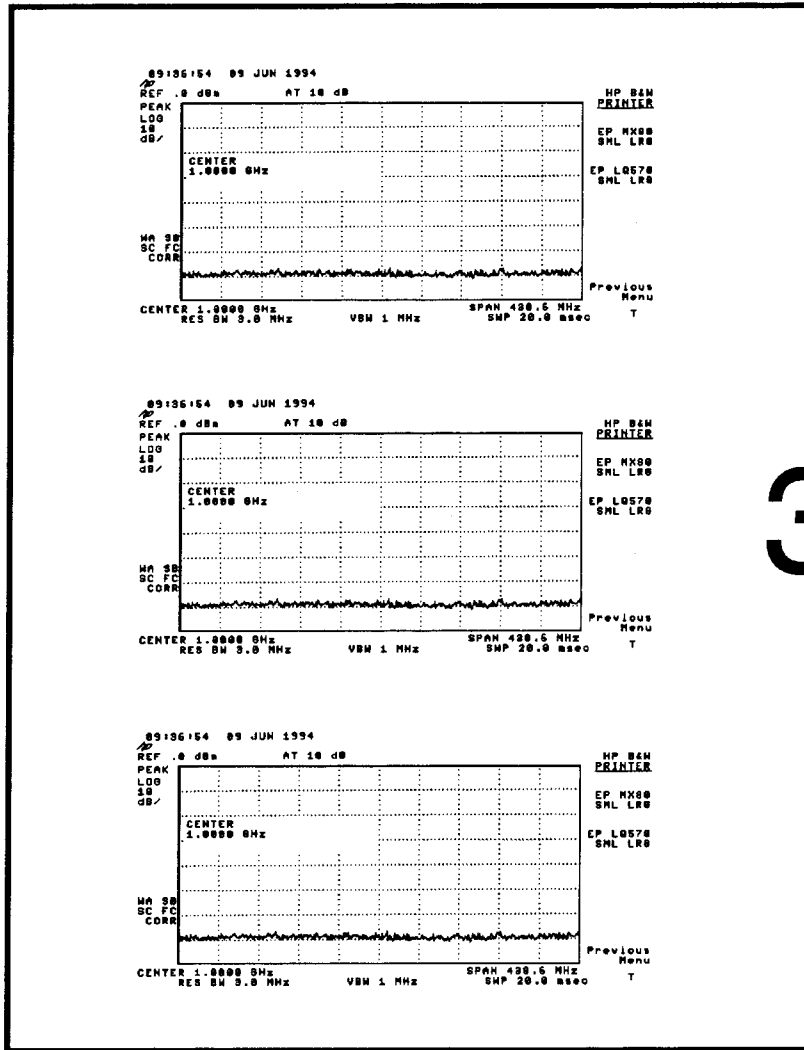 09:36:54 09 JUN 1994
REF .0 dBm AT 10 dB
PEAK
LOG
10
dB/
CENTER
1.0000 GHz
WA SB
SC FC
CORR
CENTER 1.0000 GHz SPAN 430.6 MHz
RES BW 3.0 MHz VBW 1 MHz SWP 20.0 msec
HP B&W
PRINTER
EP MX80
SML LRG
EP LQ570
SML LRG
Previous
Menu
T
09:36:54 09 JUN 1994
REF .0 dBm AT 10 dB
PEAK
LOG
10
dB/
CENTER
1.0000 GHz
WA SB
SC FC
CORR
CENTER 1.0000 GHz SPAN 430.6 MHz
RES BW 3.0 MHz VBW 1 MHz SWP 20.0 msec
HP B&W
PRINTER
EP MX80
SML LRG
EP LQ570
SML LRG
Previous
Menu
T
3
09:36:54 09 JUN 1994
REF .0 dBm AT 10 dB
PEAK
LOG
10
dB/
CENTER
1.0000 GHz
WA SB
SC FC
CORR
CENTER 1.0000 GHz SPAN 430.6 MHz
RES BW 3.0 MHz VBW 1 MHz SWP 20.0 msec
HP B&W
PRINTER
EP MX80
SML LRG
EP LQ570
SML LRG
Previous
Menu
T